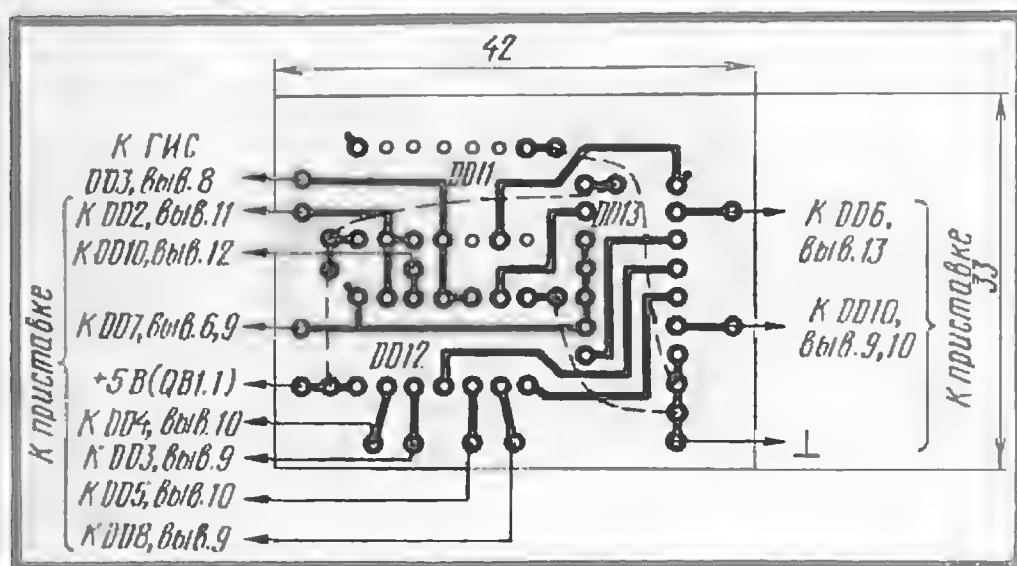 42
К ГИС
DD3, выв. 8
К DD2, выв. 11
К DD10, выв. 12
К DD7, выв. 6, 9
+5 В (QB1.1)
К DD4, выв. 10
К DD3, выв. 9
К DD5, выв. 10
К DD8, выв. 9
К приставке
DD11
DD13
DD12
К DD6,
выв. 13
К DD10,
выв. 9, 10
⊥
К приставке
33